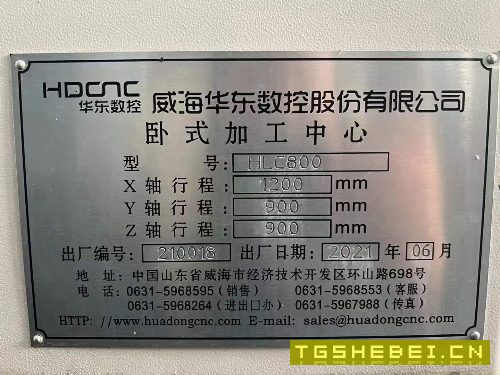 HDCNC
华东数控
威海华东数控股份有限公司
卧式加工中心
型号: HLC800
X轴行程: 1200 mm
Y轴行程: 900 mm
Z轴行程: 900 mm
出厂编号: 210018 出厂日期: 2021 年 06 月
地 址: 中国山东省威海市经济技术开发区环山路698号
电 话: 0631-5968595 (销售) 0631-5968553 (客服)
0631-5968264 (进出口办) 0631-5967988 (传真)
HTTP: //www.huadongcnc.com E-mail: sales@huadongcnc.com
TGSHEBEI.CN